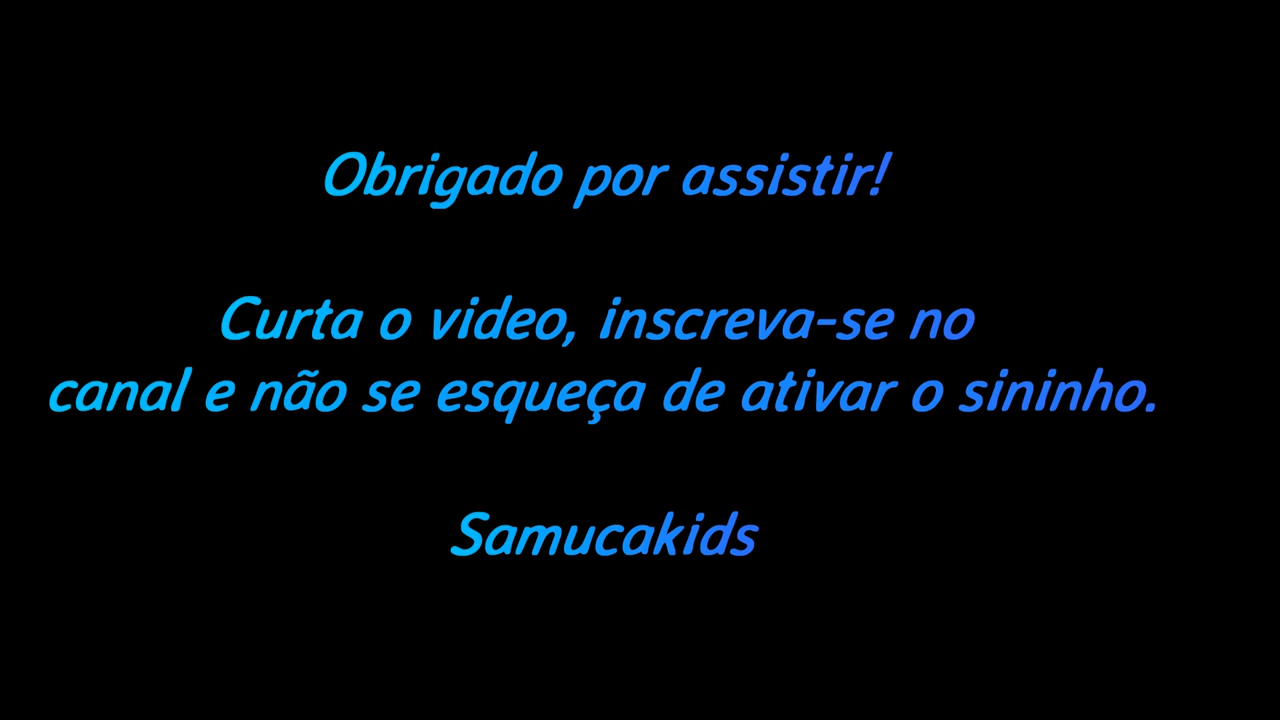 Obrigado por assistir!
Curta o video, inscreva-se no
canal e não se esqueça de ativar o sininho.
Samucakids